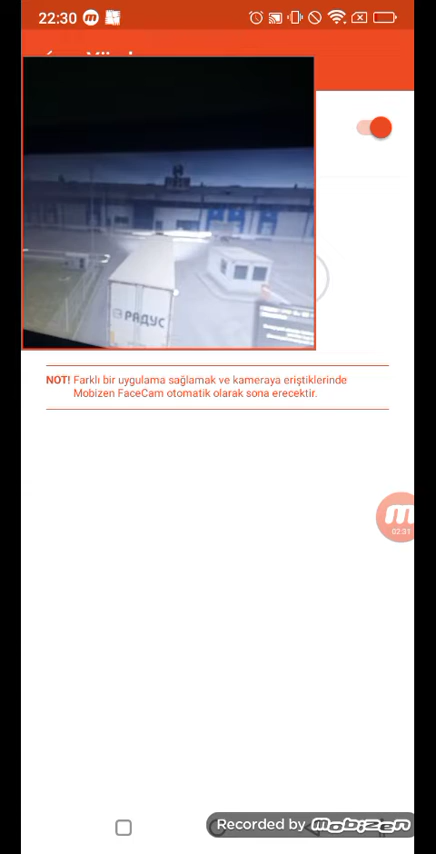 22:30
РАДУС
NOT! Farklı bir uygulama sağlamak ve kameraya eriştiklerinde
Mobizen FaceCam otomatik olarak sona erecektir.
02:31
Recorded by mobizen